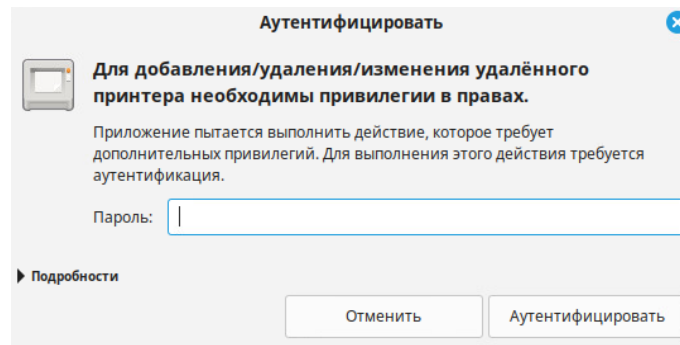 Аутентифицировать
Для добавления/удаления/изменения удалённого
принтера необходимы привилегии в правах.
Приложение пытается выполнить действие, которое требует
дополнительных привилегий. Для выполнения этого действия требуется
аутентификация.
Пароль:
Подробности
Отменить
Аутентифицировать